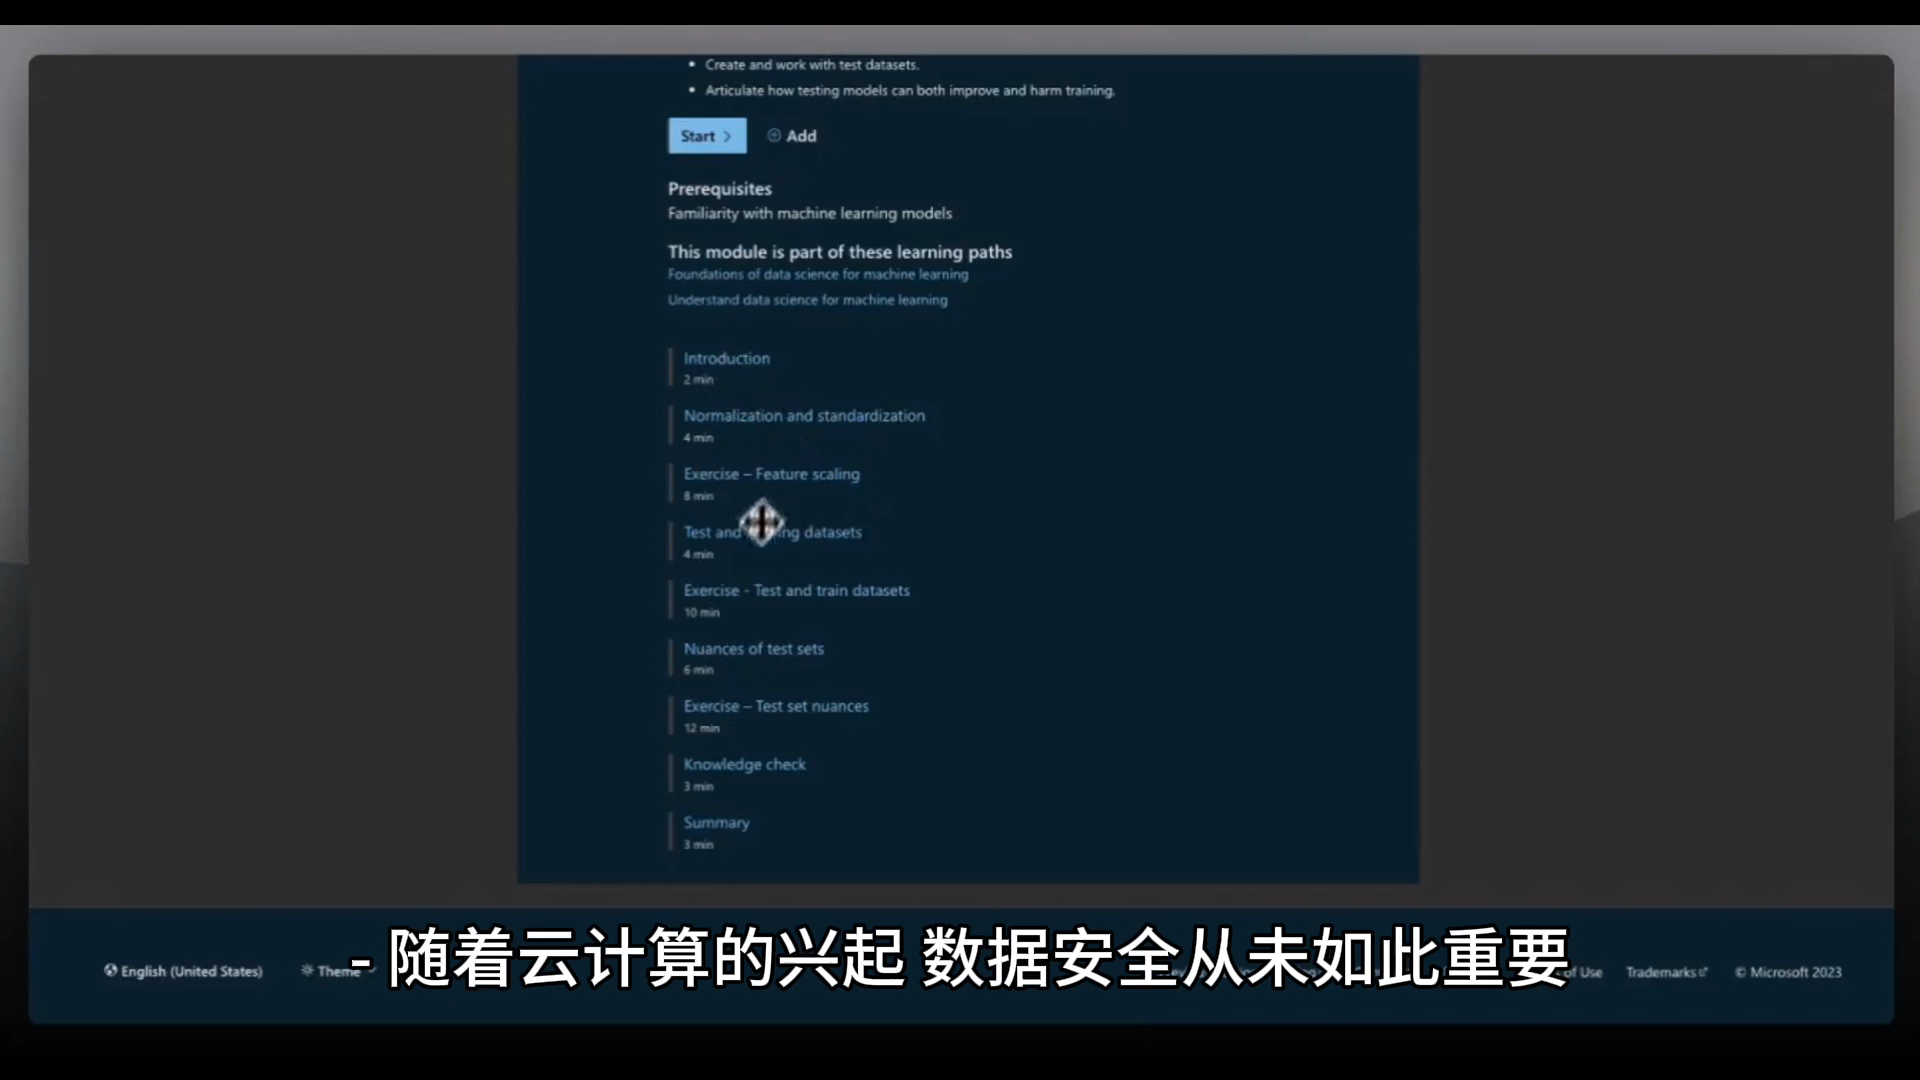 Create and work with test datasets.
Articulate how testing models can both improve and harm training.
Start
Add
Prerequisites
Familiarity with machine learning models
This module is part of these learning paths
Foundations of data science for machine learning
Understand data science for machine learning
Introduction
2 min
Normalization and standardization
4 min
Exercise – Feature scaling
8 min
Test and datasets
4 min
Exercise - Test and train datasets
10 min
Nuances of test sets
6 min
Exercise – Test set nuances
12 min
Knowledge check
3 min
Summary
3 min
- 随着云计算的兴起 数据安全从未如此重要
English (United States)
Theme
of Use
Trademarks
© Microsoft 2023